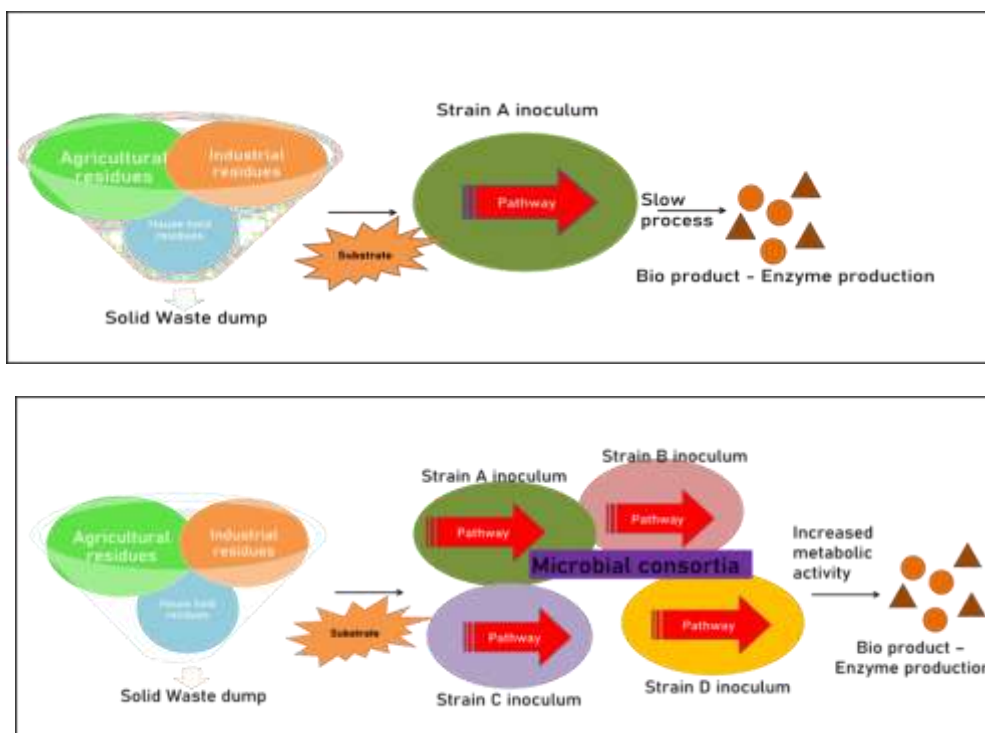 Strain A inoculum
Agricultural
residues
Industrial
residues
House hold
residues
Pathway
Slow
process
Substrate
Bio product - Enzyme production
Solid Waste dump
Strain B inoculum
Strain A inoculum
Agricultural
residues
Industrial
residues
House hold
residues
Pathway
Pathway
Increased
metabolic
activity
Microbial consortia
Substrate
Pathway
Pathway
Bio product -
Enzyme production
Solid Waste dump
Strain C inoculum
Strain D inoculum